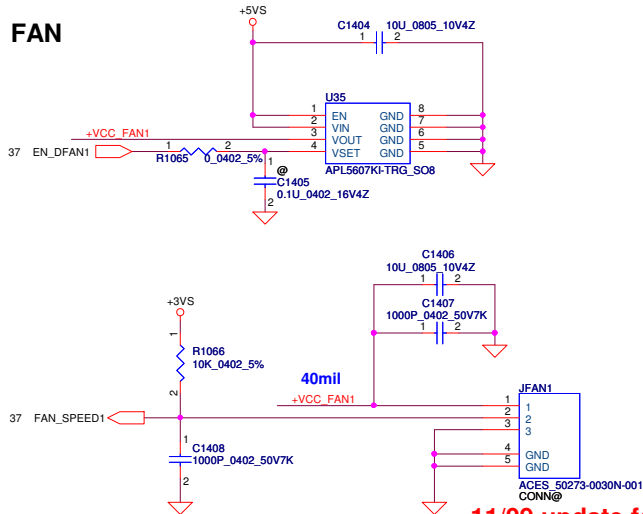 FAN
+5VS
C1404 10U_0805_10V4Z
1 2
U35
1 EN GND 8
2 VIN GND 7
+VCC_FAN1 3 VOUT GND 6
37 EN_DFAN1 1 2 4 VSET GND 5
R1065 0_0402_5%
APL5607KI-TRG_SO8
1 @
C1405
0.1U_0402_16V4Z
2
C1406
10U_0805_10V4Z
1 2
C1407
1000P_0402_50V7K
1 2
+3VS
1
R1066
10K_0402_5%
2
40mil
+VCC_FAN1
JFAN1
1 1
37 FAN_SPEED1 2 2
3 3
1
C1408
1000P_0402_50V7K
2
4 GND
5 GND
ACES_50273-0030N-001
CONN@